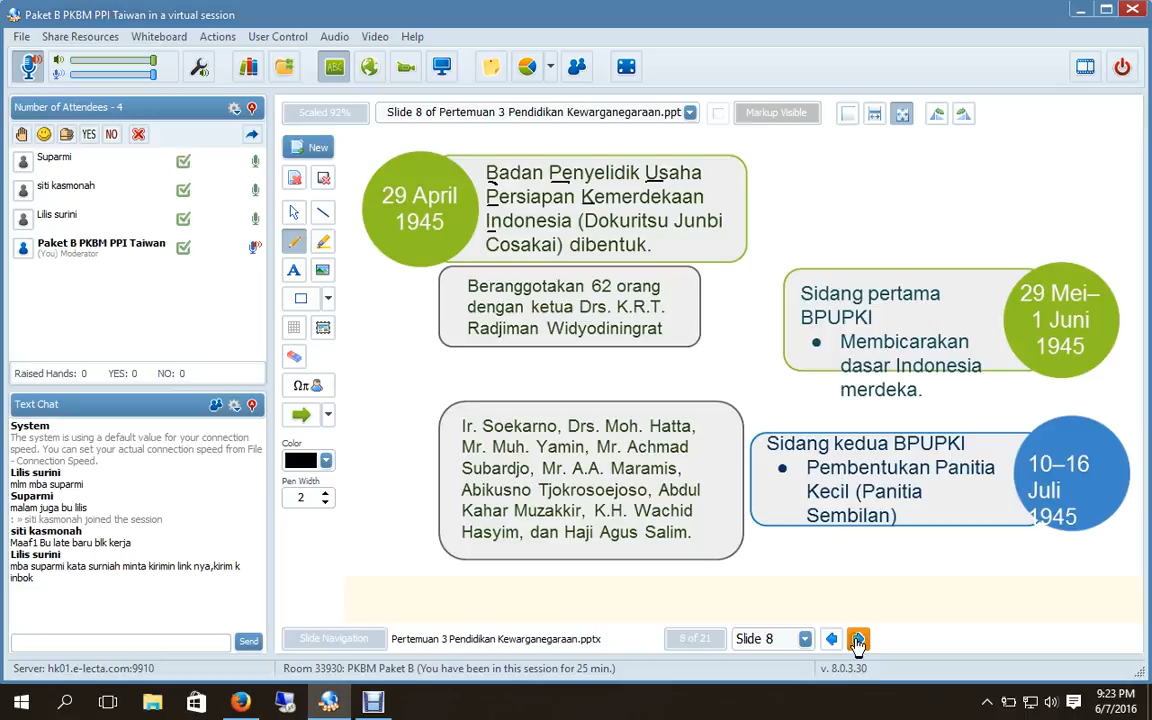 Paket B PKBM PPI Taiwan in a virtual session
File Share Resources Whiteboard Actions User Control Audio Video Help
ABC
Number of Attendees - 4
YES NO
Suparmi
siti kasmonah
Lilis surini
Paket B PKBM PPI Taiwan
(You) Moderator
Raised Hands: 0 YES: 0 NO: 0
Text Chat
System
The system is using a default value for your connection
speed. You can set your actual connection speed from File
- Connection Speed.
Lilis surini
mlm mba suparmi
Suparmi
malam juga bu lilis
: » siti kasmonah joined the session
siti kasmonah
Maaf1 Bu late baru blk kerja
Lilis surini
mba suparmi kata surniah minta kirimin link nya,kirim k
inbok
Send
Scaled 92%
Slide 8 of Pertemuan 3 Pendidikan Kewarganegaraan.ppt
Markup Visible
New
A
Ωπ
Color
Pen Width
2
29 April
1945
Badan Penyelidik Usaha
Persiapan Kemerdekaan
Indonesia (Dokuritsu Junbi
Cosakai) dibentuk.
Beranggotakan 62 orang
dengan ketua Drs. K.R.T.
Radjiman Widyodiningrat
Sidang pertama
BPUPKI
● Membicarakan
dasar Indonesia
merdeka.
29 Mei–
1 Juni
1945
Ir. Soekarno, Drs. Moh. Hatta,
Mr. Muh. Yamin, Mr. Achmad
Subardjo, Mr. A.A. Maramis,
Abikusno Tjokrosoejoso, Abdul
Kahar Muzakkir, K.H. Wachid
Hasyim, dan Haji Agus Salim.
Sidang kedua BPUPKI
● Pembentukan Panitia
Kecil (Panitia
Sembilan)
10–16
Juli
1945
Slide Navigation
Pertemuan 3 Pendidikan Kewarganegaraan.pptx
8 of 21
Slide 8
Server: hk01.e-lecta.com:9910
Room 33930: PKBM Paket B (You have been in this session for 25 min.)
v. 8.0.3.30
9:23 PM
6/7/2016